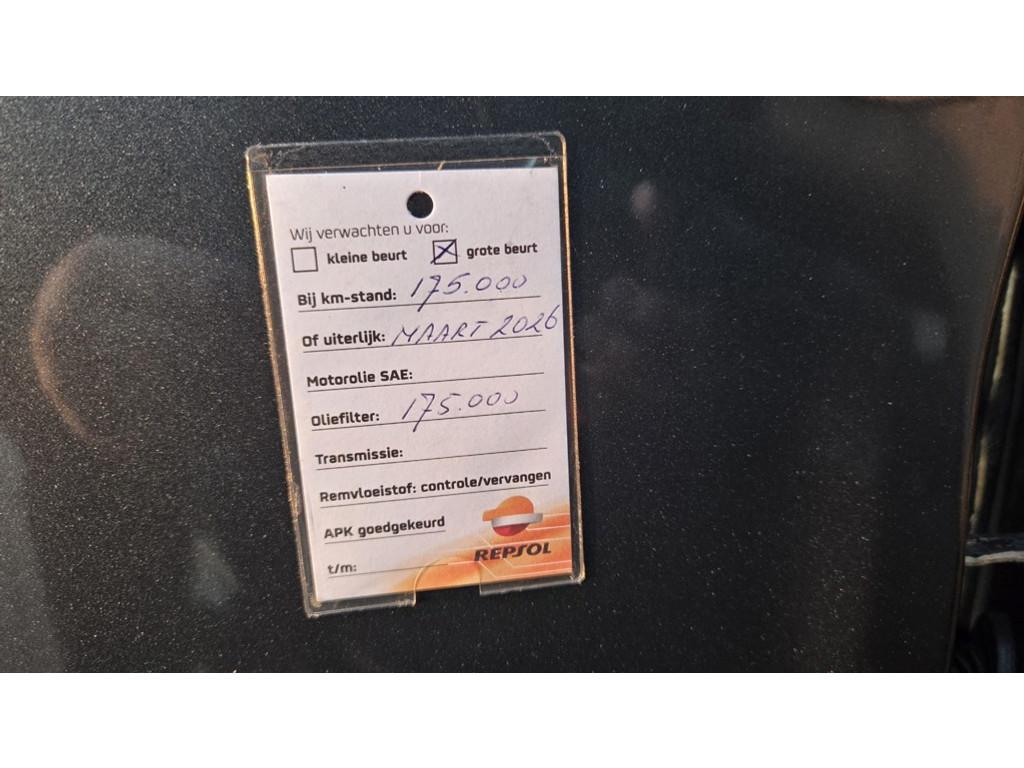 Wij verwachten u voor:
kleine beurt grote beurt
Bij km-stand: 175.000
Of uiterlijk: MAART 2026
Motorolie SAE:
Oliefilter: 175.000
Transmissie:
Remvloeistof: controle/vervangen
APK goedgekeurd
t/m:
REPSOL